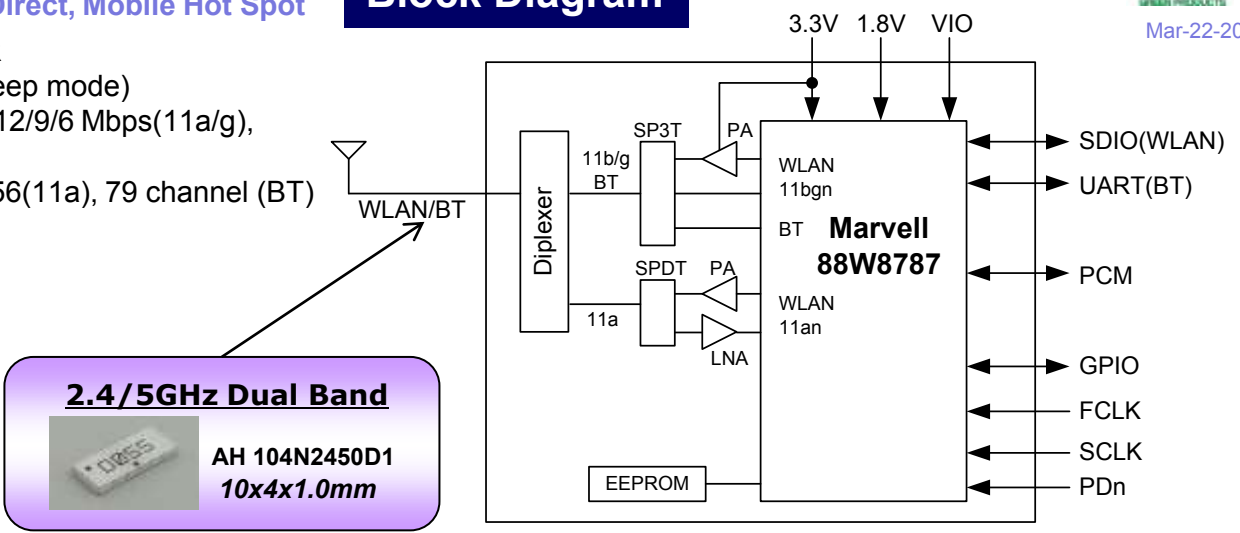 Direct, Mobile Hot Spot
Block Diagram
GREEN PRODUCTS
Mar-22-20
eep mode)
12/9/6 Mbps(11a/g),
56(11a), 79 channel (BT)
3.3V 1.8V VIO
SP3T PA
11b/g
BT
WLAN
11bgn
BT
Marvell
88W8787
WLAN/BT
Diplexer
SPDT PA
11a
WLAN
11an
LNA
EEPROM
SDIO(WLAN)
UART(BT)
PCM
GPIO
FCLK
SCLK
PDn
2.4/5GHz Dual Band
0055
AH 104N2450D1
10x4x1.0mm